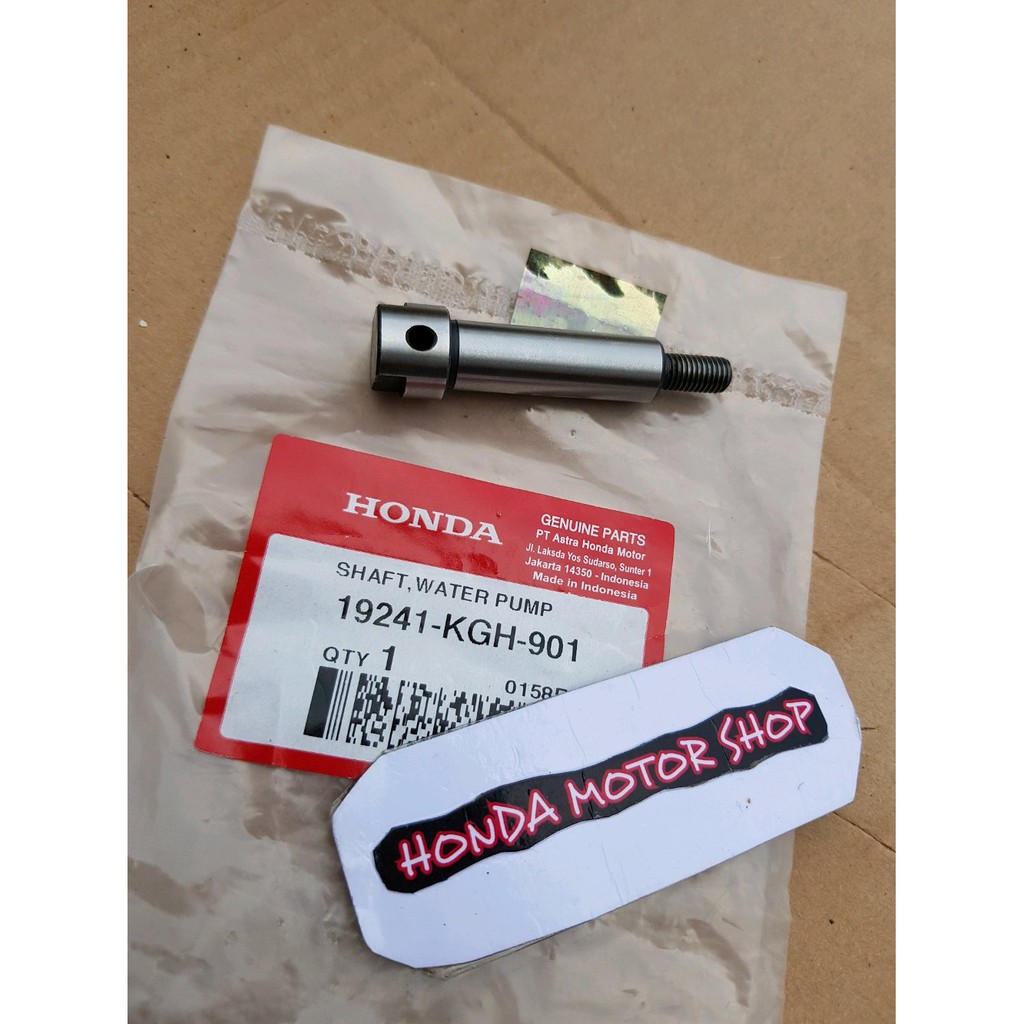 HONDA
GENUINE PARTS
PT Astra Honda Motor
Jl. Laksda Yos Sudarso, Sunter 1
Jakarta 14350 - Indonesia
Made in Indonesia
SHAFT, WATER PUMP
19241-KGH-901
QTY 1
HONDA MOTOR SHOP